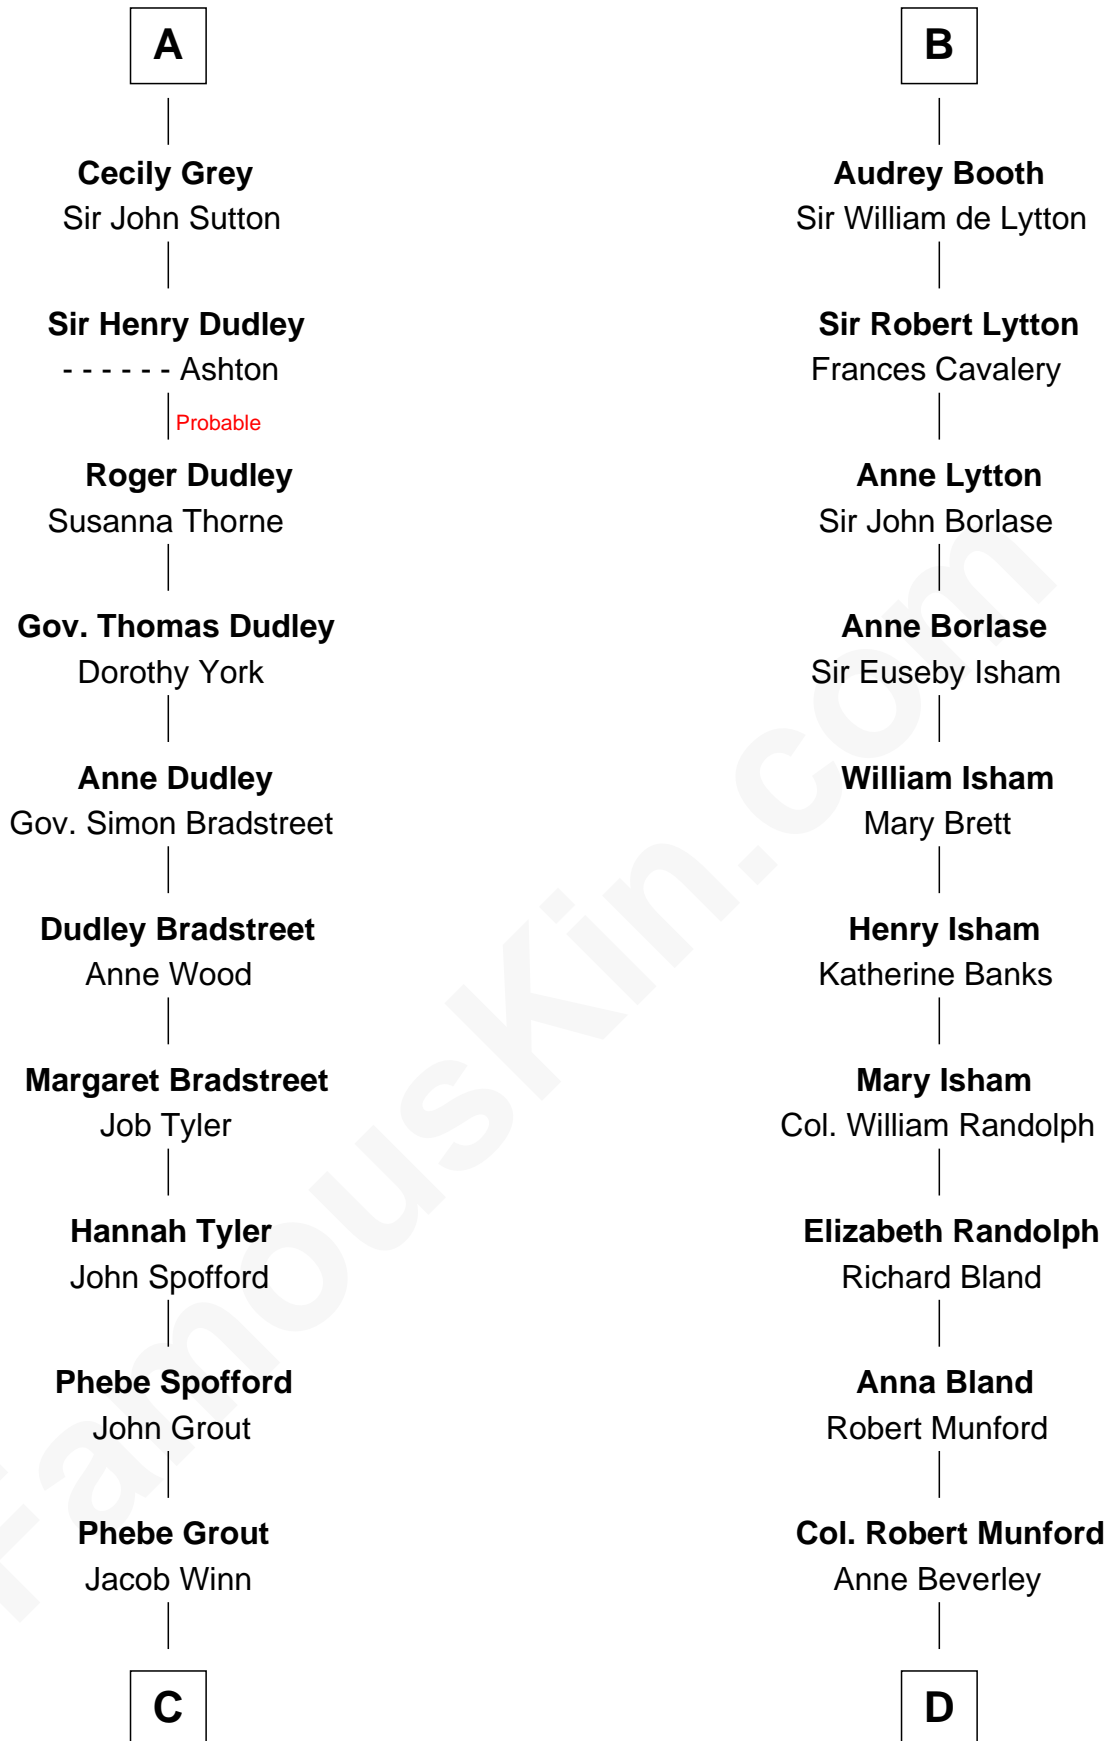 A
Cecily Grey
Sir John Sutton
Sir Henry Dudley
- - - - - - Ashton
Probable
Roger Dudley
Susanna Thorne
Gov. Thomas Dudley
Dorothy York
Anne Dudley
Gov. Simon Bradstreet
Dudley Bradstreet
Anne Wood
Margaret Bradstreet
Job Tyler
Hannah Tyler
John Spofford
Phebe Spofford
John Grout
Phebe Grout
Jacob Winn
C
B
Audrey Booth
Sir William de Lytton
Sir Robert Lytton
Frances Cavalery
Anne Lytton
Sir John Borlase
Anne Borlase
Sir Euseby Isham
William Isham
Mary Brett
Henry Isham
Katherine Banks
Mary Isham
Col. William Randolph
Elizabeth Randolph
Richard Bland
Anna Bland
Robert Munford
Col. Robert Munford
Anne Beverley
D
FamousKin.com